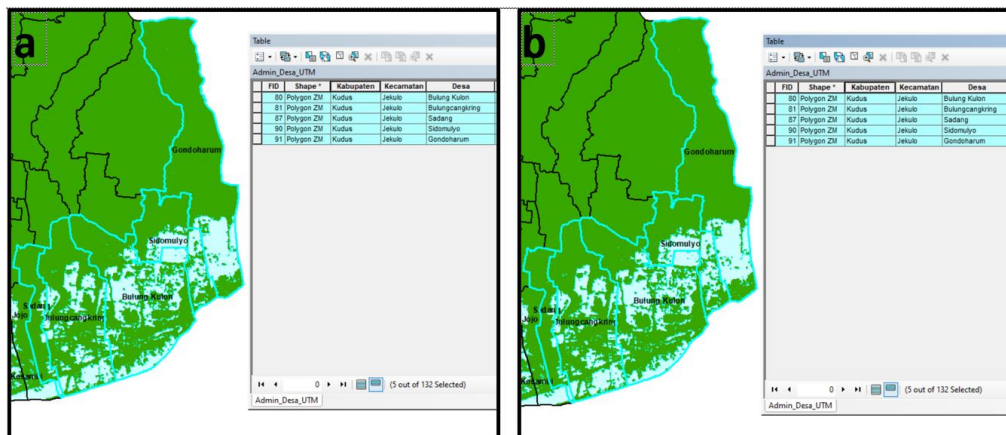 a
Gondoharum
Sidomulyo
Bulung Kulon
Jojo
Table
Admin_Desa_UTM
FID Shape * Kabupaten Kecamatan Desa
80 Polygon ZM Kudus Jekulo Bulung Kulon
81 Polygon ZM Kudus Jekulo Bulungcangkring
87 Polygon ZM Kudus Jekulo Sadang
90 Polygon ZM Kudus Jekulo Sidomulyo
91 Polygon ZM Kudus Jekulo Gondoharum
0 (5 out of 132 Selected)
Admin_Desa_UTM
b
Gondoharum
Sidomulyo
Bulung Kulon
Jojo
Table
Admin_Desa_UTM
FID Shape * Kabupaten Kecamatan Desa
80 Polygon ZM Kudus Jekulo Bulung Kulon
81 Polygon ZM Kudus Jekulo Bulungcangkring
87 Polygon ZM Kudus Jekulo Sadang
90 Polygon ZM Kudus Jekulo Sidomulyo
91 Polygon ZM Kudus Jekulo Gondoharum
0 (5 out of 132 Selected)
Admin_Desa_UTM